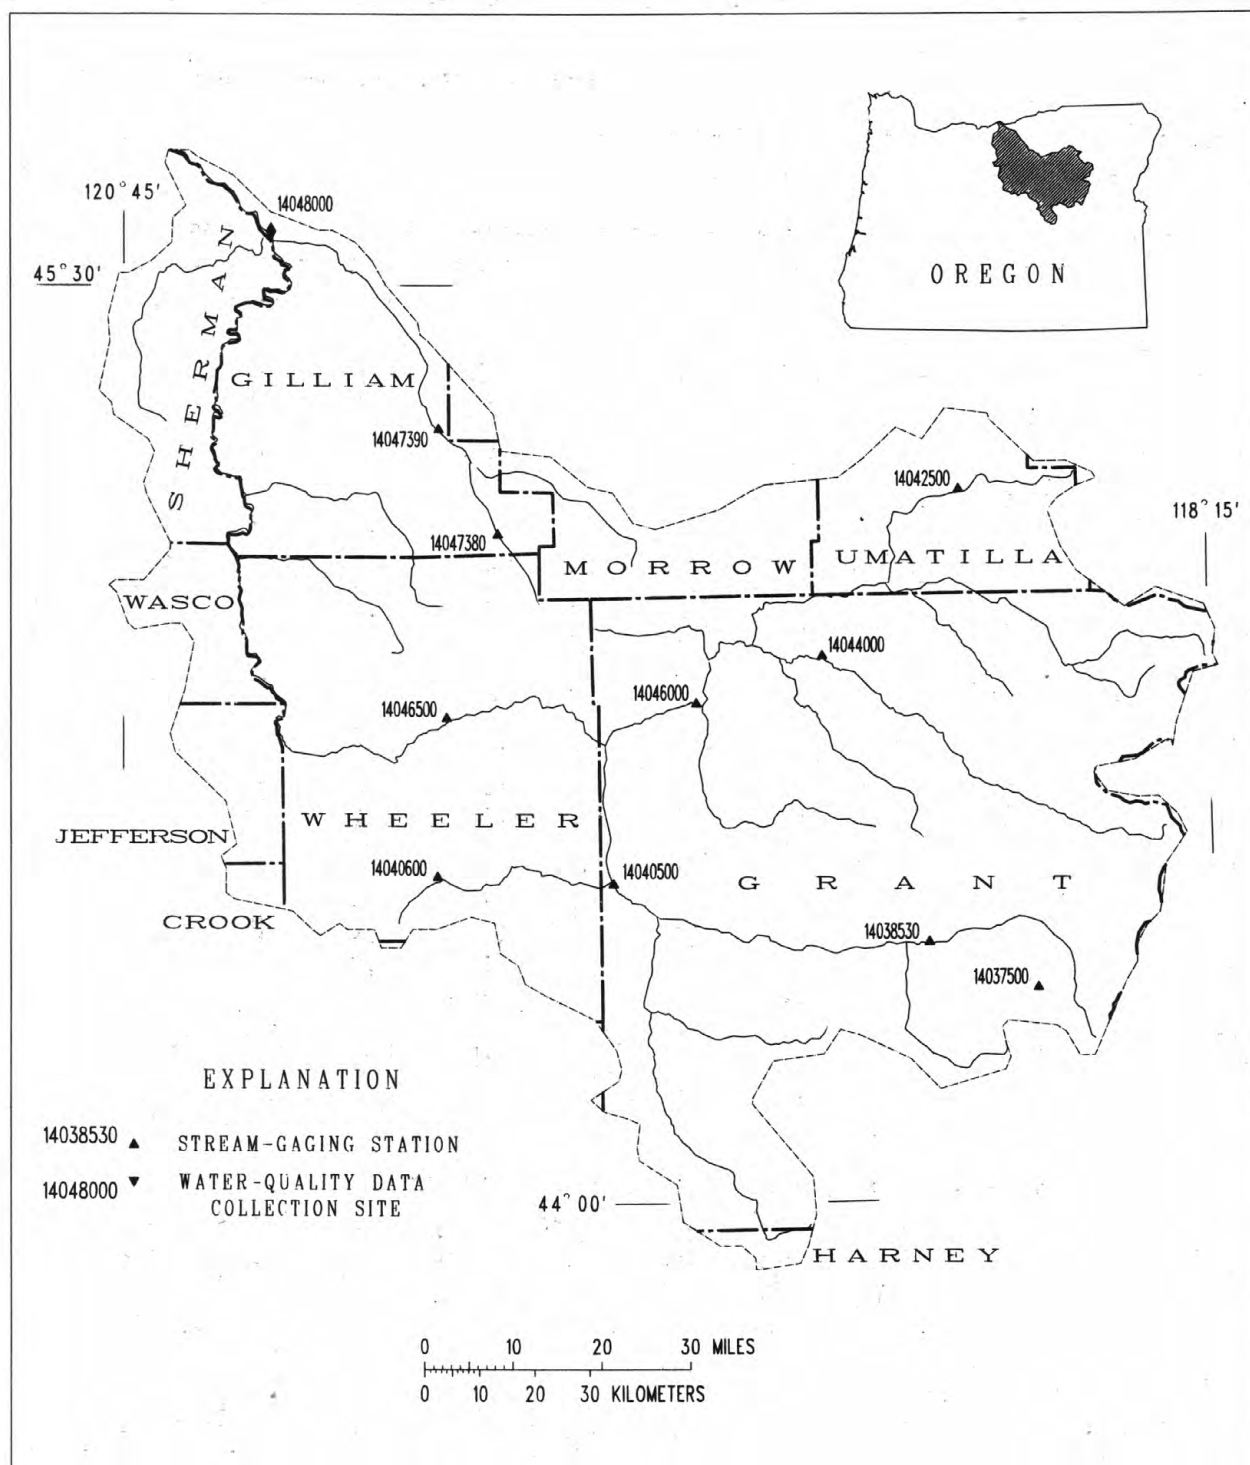 120°45'
14048000
45°30'
OREGON
SHERMAN
GILLIAM
14047390
14042500
118°15'
14047380
MORROW
UMATILLA
WASCO
14044000
14046000
14046500
WHEELER
JEFFERSON
14040600
14040500
GRANT
CROOK
14038530
14037500
EXPLANATION
14038530 STREAM-GAGING STATION
14048000 WATER-QUALITY DATA
COLLECTION SITE
44°00'
HARNEY
0 10 20 30 MILES
0 10 20 30 KILOMETERS